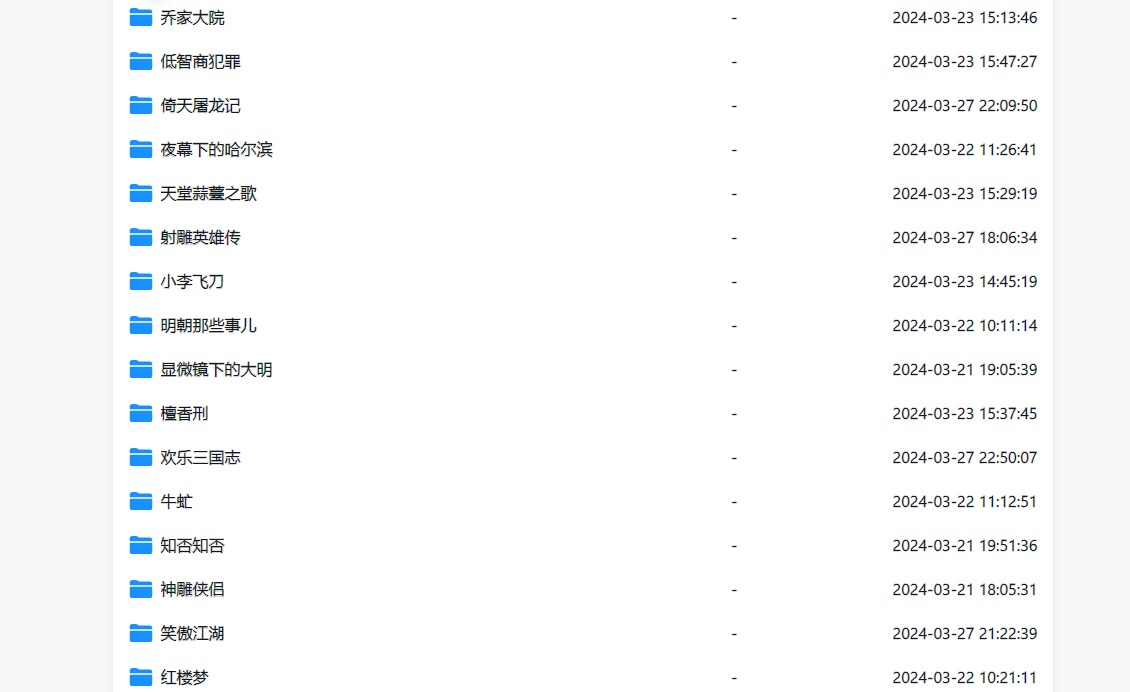 乔家大院 - 2024-03-23 15:13:46
低智商犯罪 - 2024-03-23 15:47:27
倚天屠龙记 - 2024-03-27 22:09:50
夜幕下的哈尔滨 - 2024-03-22 11:26:41
天堂蒜薹之歌 - 2024-03-23 15:29:19
射雕英雄传 - 2024-03-27 18:06:34
小李飞刀 - 2024-03-23 14:45:19
明朝那些事儿 - 2024-03-22 10:11:14
显微镜下的大明 - 2024-03-21 19:05:39
檀香刑 - 2024-03-23 15:37:45
欢乐三国志 - 2024-03-27 22:50:07
牛虻 - 2024-03-22 11:12:51
知否知否 - 2024-03-21 19:51:36
神雕侠侣 - 2024-03-21 18:05:31
笑傲江湖 - 2024-03-27 21:22:39
红楼梦 - 2024-03-22 10:21:11